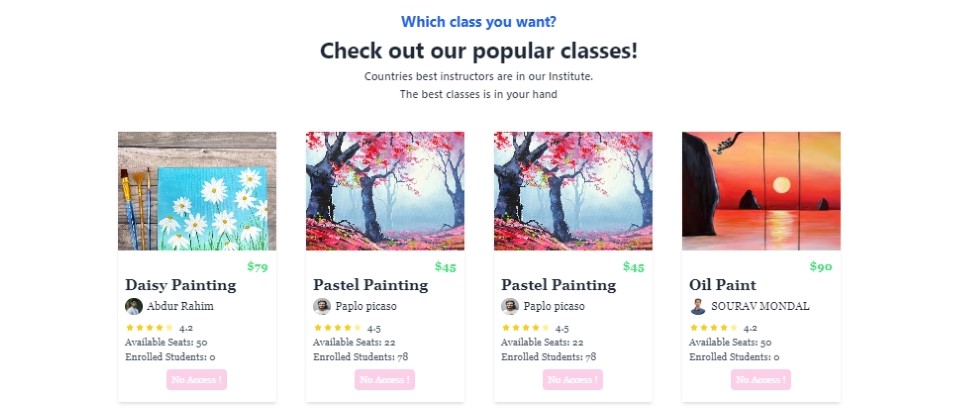 Which class you want?
Check out our popular classes!
Countries best instructors are in our Institute.
The best classes is in your hand
$79
Daisy Painting
Abdur Rahim
4.2
Available Seats: 50
Enrolled Students: 0
No Access !
$45
Pastel Painting
Paplo picaso
4.5
Available Seats: 22
Enrolled Students: 78
No Access !
$45
Pastel Painting
Paplo picaso
4.5
Available Seats: 22
Enrolled Students: 78
No Access !
$90
Oil Paint
SOURAV MONDAL
4.2
Available Seats: 50
Enrolled Students: 0
No Access !